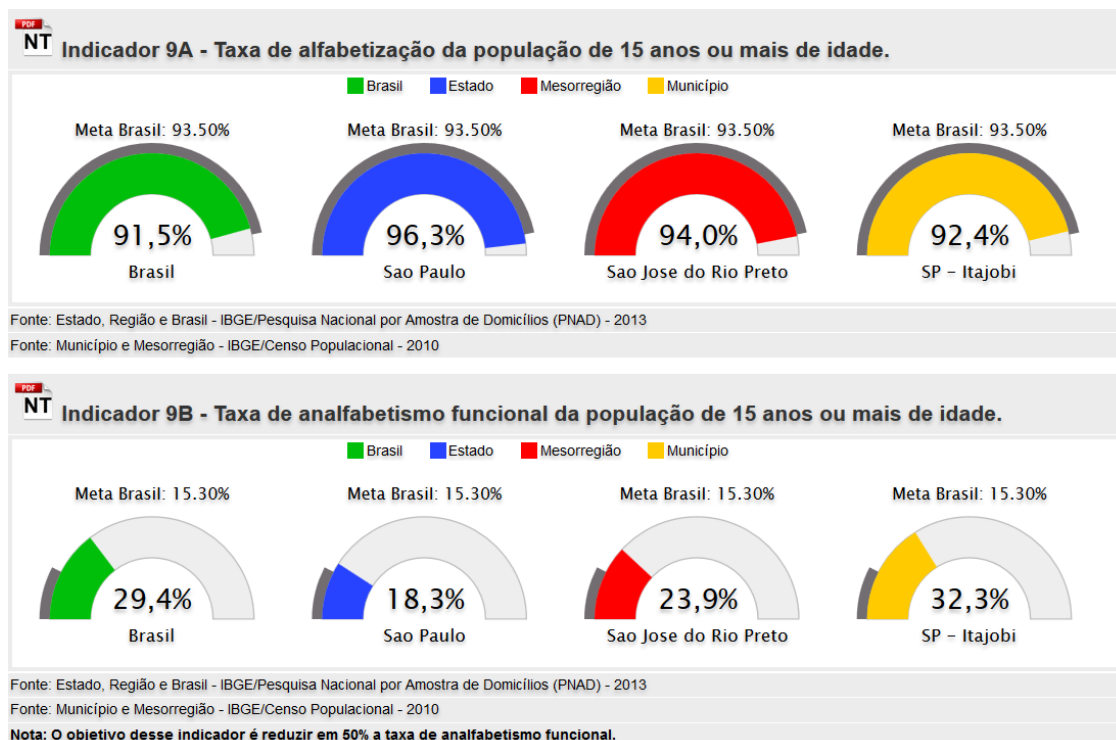 PDF
NT
Indicador 9A - Taxa de alfabetização da população de 15 anos ou mais de idade.
Brasil Estado Mesorregião Município
Meta Brasil: 93.50% Meta Brasil: 93.50% Meta Brasil: 93.50% Meta Brasil: 93.50%
91,5% 96,3% 94,0% 92,4%
Brasil Sao Paulo Sao Jose do Rio Preto SP – Itajobi
Fonte: Estado, Região e Brasil - IBGE/Pesquisa Nacional por Amostra de Domicílios (PNAD) - 2013
Fonte: Município e Mesorregião - IBGE/Censo Populacional - 2010
PDF
NT
Indicador 9B - Taxa de analfabetismo funcional da população de 15 anos ou mais de idade.
Brasil Estado Mesorregião Município
Meta Brasil: 15.30% Meta Brasil: 15.30% Meta Brasil: 15.30% Meta Brasil: 15.30%
29,4% 18,3% 23,9% 32,3%
Brasil Sao Paulo Sao Jose do Rio Preto SP – Itajobi
Fonte: Estado, Região e Brasil - IBGE/Pesquisa Nacional por Amostra de Domicílios (PNAD) - 2013
Fonte: Município e Mesorregião - IBGE/Censo Populacional - 2010
Nota: O objetivo desse indicador é reduzir em 50% a taxa de analfabetismo funcional.